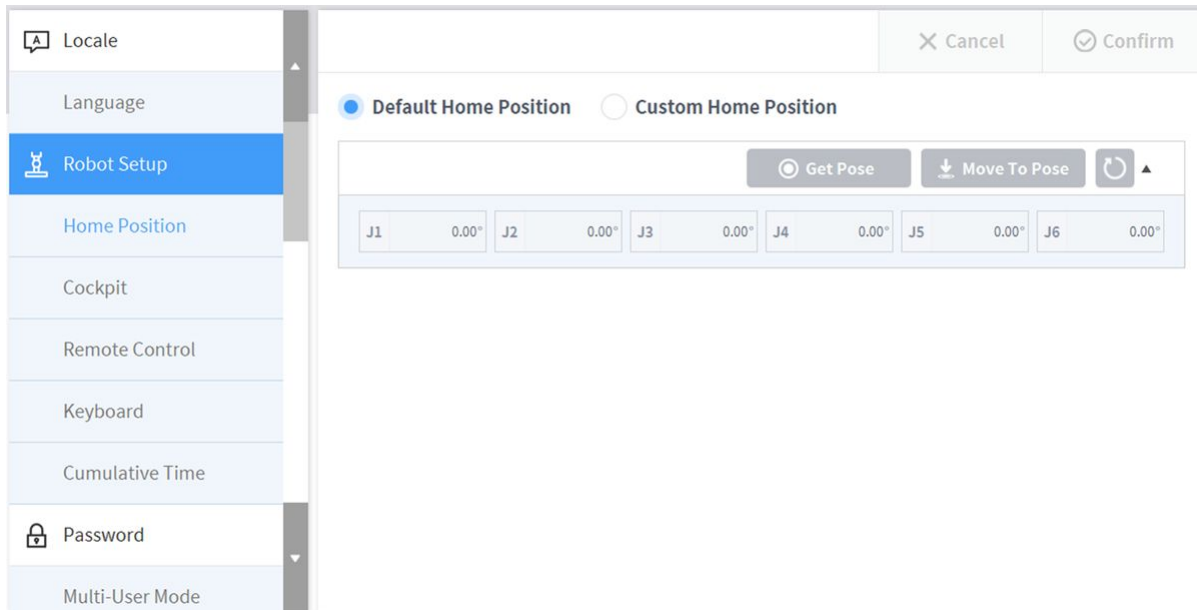 Locale
Language
Robot Setup
Home Position
Cockpit
Remote Control
Keyboard
Cumulative Time
Password
Multi-User Mode
Cancel
Confirm
Default Home Position
Custom Home Position
Get Pose
Move To Pose
J1 0.00°
J2 0.00°
J3 0.00°
J4 0.00°
J5 0.00°
J6 0.00°